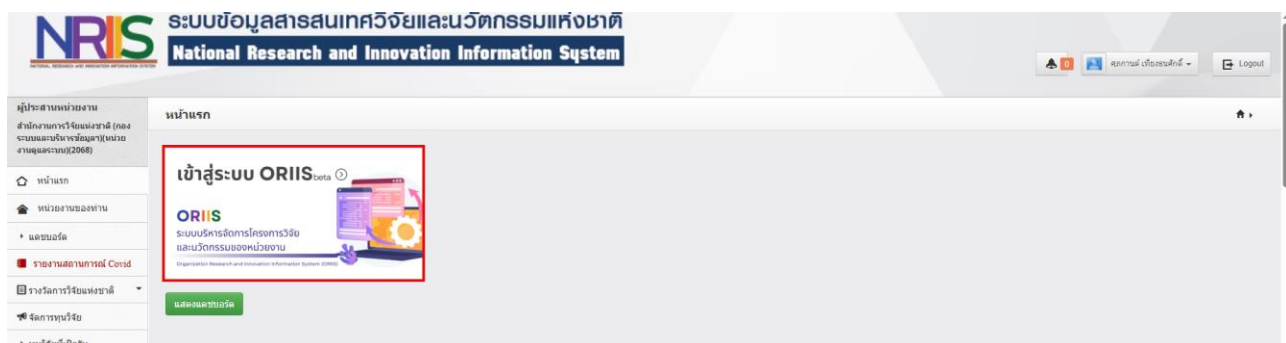 NRIIS
NATIONAL RESEARCH AND INNOVATION INFORMATION SYSTEM
ระบบข้อมูลสารสนเทศวิจัยและนวัตกรรมแห่งชาติ
National Research and Innovation Information System
0
Logout
ผู้ประสานหน่วยงาน
สำนักงานการวิจัยแห่งชาติ (กอง
ระบบและบริหารข้อมูลฯ)(หน่วย
งานดูแลระบบ)(2068)
หน้าแรก
หน้าแรก
หน่วยงานของท่าน
แดชบอร์ด
รายงานสถานการณ์ Covid
รางวัลการวิจัยแห่งชาติ
จัดการทุนวิจัย
เข้าสู่ระบบ ORIIS beta
ORIIS
ระบบบริหารจัดการโครงการวิจัย
และนวัตกรรมของหน่วยงาน
Organization Research and Innovation Information System (ORIIS)
แสดงแดชบอร์ด